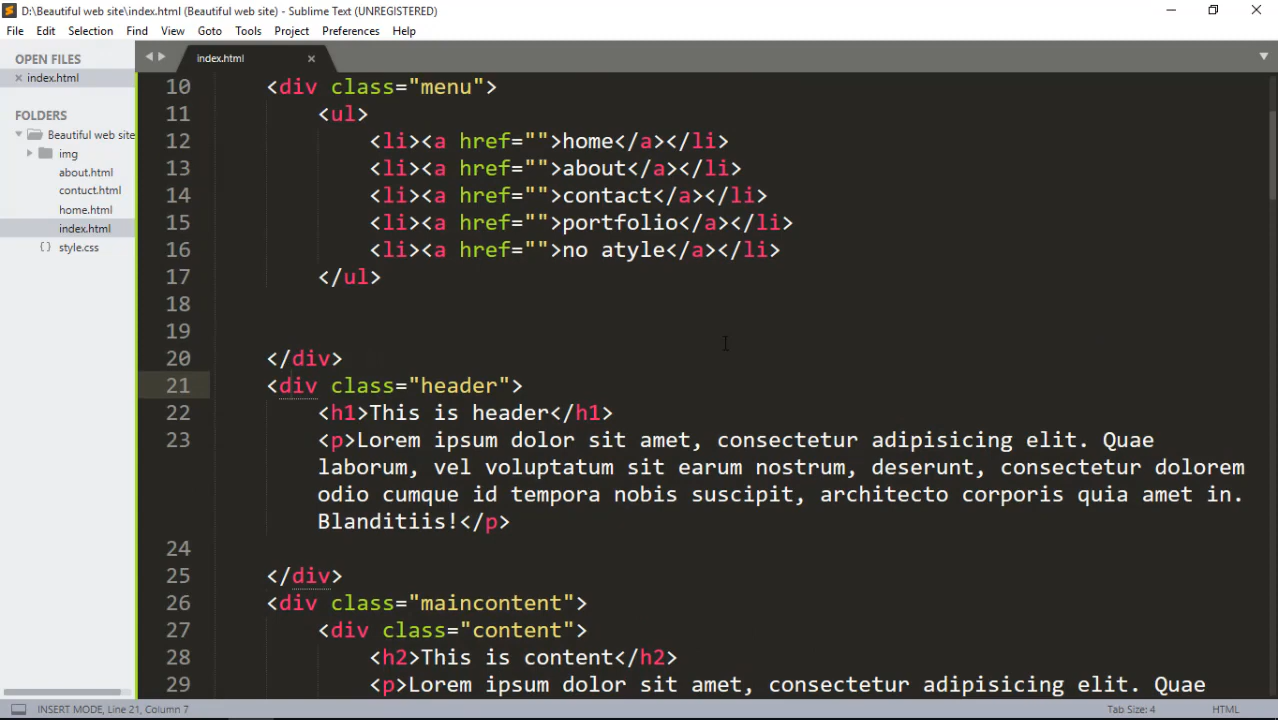 D:\Beautiful web site\index.html (Beautiful web site) - Sublime Text (UNREGISTERED)
File Edit Selection Find View Goto Tools Project Preferences Help
OPEN FILES
index.html
FOLDERS
Beautiful web site
img
about.html
contuct.html
home.html
index.html
{} style.css
index.html
10 <div class="menu">
11 <ul>
12 <li><a href="">home</a></li>
13 <li><a href="">about</a></li>
14 <li><a href="">contact</a></li>
15 <li><a href="">portfolio</a></li>
16 <li><a href="">no atyle</a></li>
17 </ul>
18
19
20 </div>
21 <div class="header">
22 <h1>This is header</h1>
23 <p>Lorem ipsum dolor sit amet, consectetur adipisicing elit. Quae
laborum, vel voluptatum sit earum nostrum, deserunt, consectetur dolorem
odio cumque id tempora nobis suscipit, architecto corporis quia amet in.
Blanditiis!</p>
24
25 </div>
26 <div class="maincontent">
27 <div class="content">
28 <h2>This is content</h2>
29 <p>Lorem ipsum dolor sit amet, consectetur adipisicing elit. Quae
INSERT MODE, Line 21, Column 7
Tab Size: 4
HTML